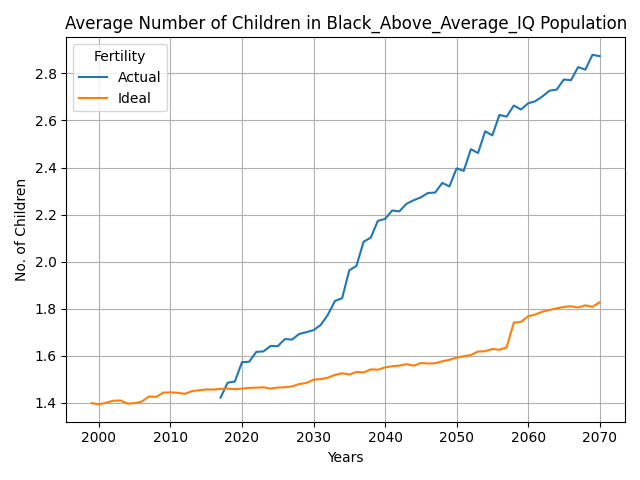 Average Number of Children in Black_Above_Average_IQ Population
Fertility
Actual
Ideal
No. of Children
2.8
2.6
2.4
2.2
2.0
1.8
1.6
1.4
2000 2010 2020 2030 2040 2050 2060 2070
Years